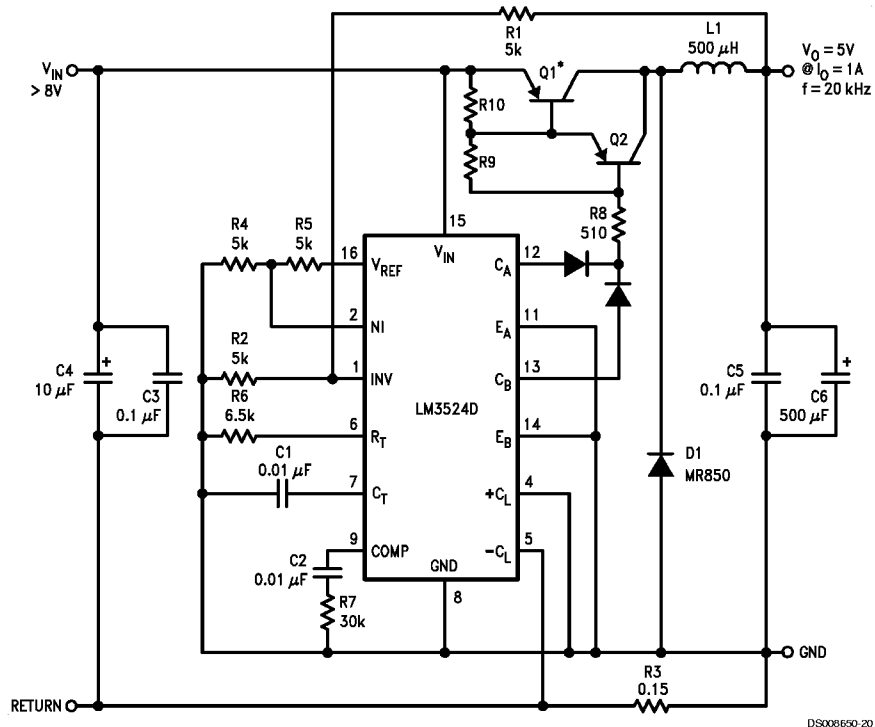 R1
5k
L1
500 μH
V_O = 5V
@ I_O = 1A
f = 20 kHz
V_IN
> 8V
Q1*
R10
Q2
R9
R8
510
R4
5k
R5
5k
15
16
V_REF
V_IN
C_A
12
2
NI
E_A
11
R2
5k
1
INV
C_B
13
C4
10 μF
+
C3
0.1 μF
R6
6.5k
LM3524D
6
R_T
E_B
14
C5
0.1 μF
+
C6
500 μF
C1
0.01 μF
7
C_T
+C_L
4
D1
MR850
9
COMP
−C_L
5
C2
0.01 μF
GND
8
R7
30k
GND
R3
0.15
RETURN
DS008650-20